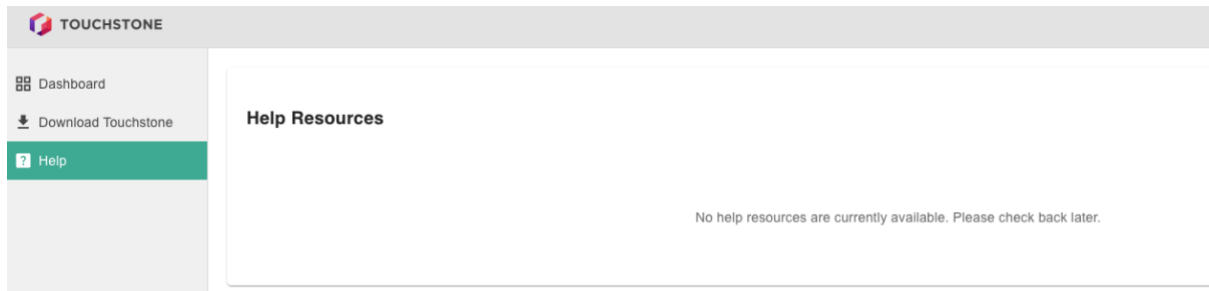 TOUCHSTONE
Dashboard
Download Touchstone
? Help
Help Resources
No help resources are currently available. Please check back later.